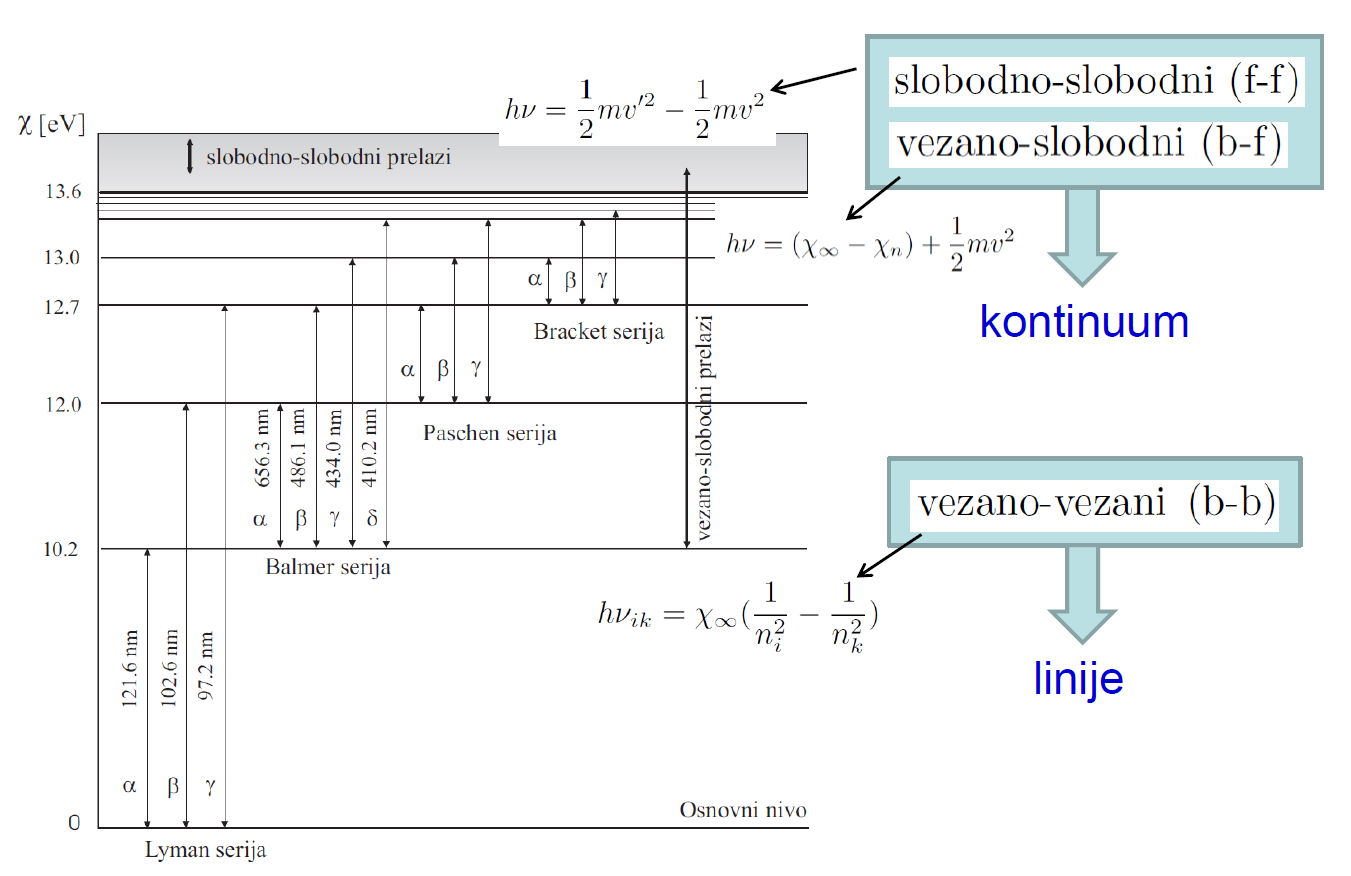 χ [eV]
13.6
13.0
12.7
12.0
10.2
0
slobodno-slobodni prelazi
hν = 1/2 mv′² − 1/2 mv²
slobodno-slobodni (f-f)
vezano-slobodni (b-f)
hν = (χ∞ − χₙ) + 1/2 mv²
kontinuum
α β γ
Bracket serija
vezano-slobodni prelazi
α β γ
Paschen serija
656.3 nm
486.1 nm
434.0 nm
410.2 nm
α β γ δ
Balmer serija
vezano-vezani (b-b)
hν_ik = χ∞(1/n_i² − 1/n_k²)
linije
121.6 nm
102.6 nm
97.2 nm
α β γ
Osnovni nivo
Lyman serija